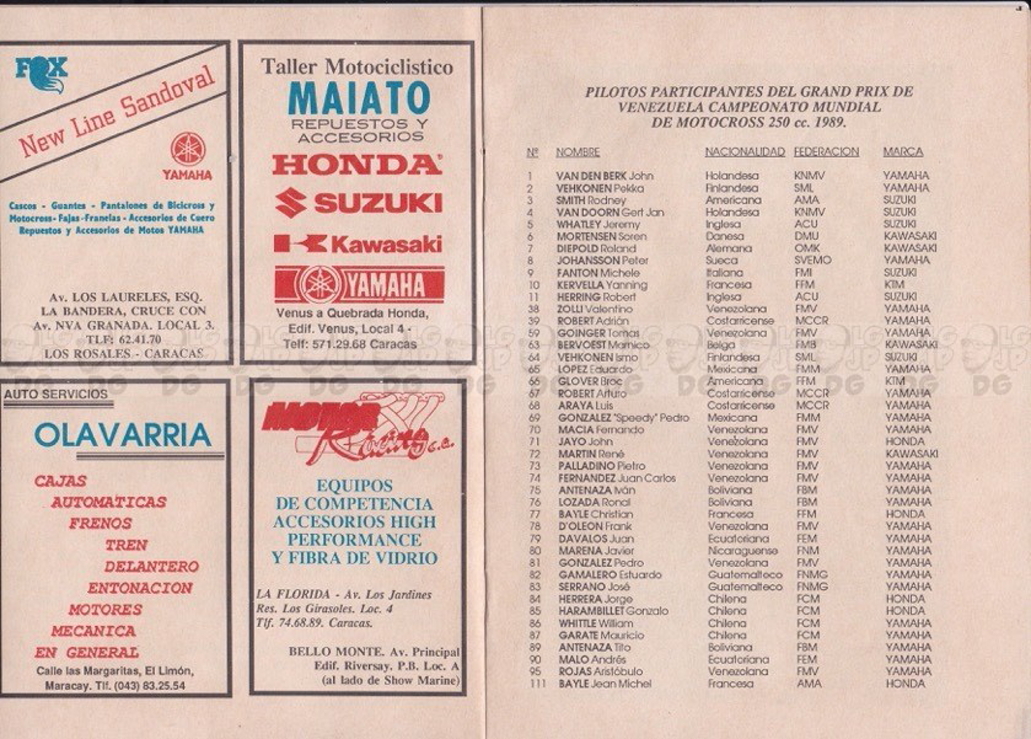 FOX
New Line Sandoval
YAMAHA
Cascos - Guantes - Pantalones de Bicicross y
Motocross - Fajas - Franelas - Accesorios de Cuero
Repuestos y Accesorios de Motos YAMAHA
Av. LOS LAURELES, ESQ.
LA BANDERA, CRUCE CON
Av. NVA GRANADA. LOCAL 3.
TLF: 62.41.70
LOS ROSALES - CARACAS
Taller Motociclistico
MAIATO
REPUESTOS Y
ACCESORIOS
HONDA
SUZUKI
Kawasaki
YAMAHA
Venus a Quebrada Honda,
Edif. Venus, Local 4 -
Telf: 571.29.68 Caracas
AUTO SERVICIOS
OLAVARRIA
CAJAS
AUTOMATICAS
FRENOS
TREN
DELANTERO
ENTONACION
MOTORES
MECANICA
EN GENERAL
Calle las Margaritas, El Limón,
Maracay. Tlf. (043) 83.25.54
MOTOR
Racing c.a.
EQUIPOS
DE COMPETENCIA
ACCESORIOS HIGH
PERFORMANCE
Y FIBRA DE VIDRIO
LA FLORIDA - Av. Los Jardines
Res. Los Girasoles. Loc. 4
Tlf. 74.68.89. Caracas.
BELLO MONTE. Av. Principal
Edif. Riversay. P.B. Loc. A
(al lado de Show Marine)
PILOTOS PARTICIPANTES DEL GRAND PRIX DE
VENEZUELA CAMPEONATO MUNDIAL
DE MOTOCROSS 250 cc. 1989.
Nº NOMBRE NACIONALIDAD FEDERACION MARCA
1 VAN DEN BERK John Holandesa KNMV YAMAHA
2 VEHKONEN Pekka Finlandesa SML YAMAHA
3 SMITH Rodney Americana AMA SUZUKI
4 VAN DOORN Gert Jan Holandesa KNMV SUZUKI
5 WHATLEY Jeremy Inglesa ACU SUZUKI
6 MORTENSEN Soren Danesa DMU KAWASAKI
7 DIEPOLD Roland Alemana OMK KAWASAKI
8 JOHANSSON Peter Sueca SVEMO YAMAHA
9 FANTON Michele Italiana FMI SUZUKI
10 KERVELLA Yanning Francesa FFM KTM
11 HERRING Robert Inglesa ACU SUZUKI
38 ZOLLI Valentino Venezolana FMV YAMAHA
39 ROBERT Adrián Costarricense MCCR YAMAHA
59 Tomas Venezolana FMV YAMAHA
63 BERVOEST Belga FMB KAWASAKI
64 VEHKONEN Ismo Finlandesa SML SUZUKI
65 LOPEZ Eduardo Mexicana FMM YAMAHA
66 GLOVER Broc Americana FFM KTM
67 ROBERT Arturo Costarricense MCCR YAMAHA
68 ARAYA Luis Costarricense MCCR YAMAHA
69 GONZALEZ "Speedy" Pedro Mexicana FMM YAMAHA
70 MACIA Fernando Venezolana FMV YAMAHA
71 JAYO John Venezolana FMV HONDA
72 MARTIN René Venezolana FMV KAWASAKI
73 PALLADINO Pietro Venezolana FMV YAMAHA
74 FERNANDEZ Juan Carlos Venezolana FMV YAMAHA
75 ANTENAZA Iván Boliviana FBM YAMAHA
76 LOZADA Ronal Boliviana FBM YAMAHA
77 BAYLE Christian Francesa FFM HONDA
78 D'OLEON Frank Venezolana FMV YAMAHA
79 DAVALOS Juan Ecuatoriana FEM YAMAHA
80 MARENA Javier Nicaraguense FNM YAMAHA
81 GONZALEZ Pedro Venezolana FMV YAMAHA
82 GAMALERO Estuardo Guatemalteco FNMG YAMAHA
83 SERRANO José Guatemalteco FNMG YAMAHA
84 HERRERA Jorge Chilena FCM HONDA
85 HARAMBILLET Gonzalo Chilena FCM HONDA
86 WHITTLE William Chilena FCM YAMAHA
87 GARATE Mauricio Chilena FCM YAMAHA
89 ANTENAZA Tito Boliviana FBM YAMAHA
90 MALO Andrés Ecuatoriana FEM YAMAHA
95 ROJAS Aristóbulo Venezolana FMV YAMAHA
111 BAYLE Jean Michel Francesa AMA HONDA